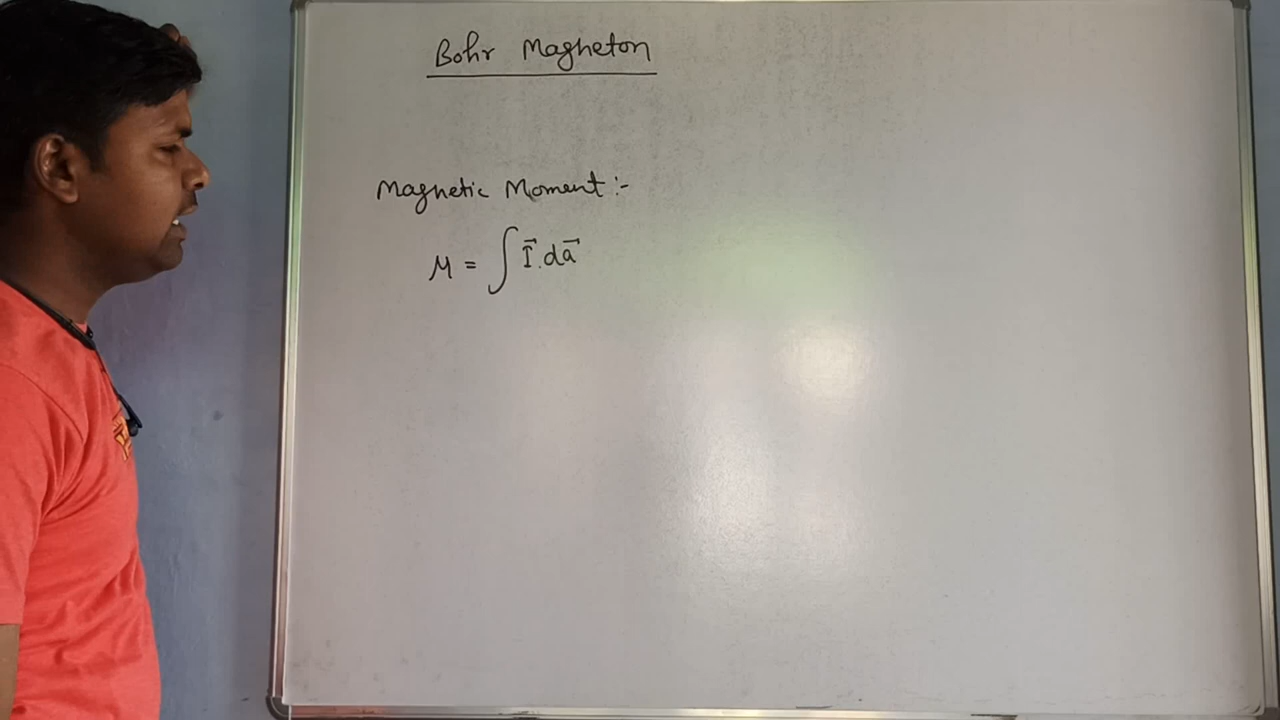 Bohr Magneton
Magnetic Moment :-
M = ∫ I⃗ . da⃗